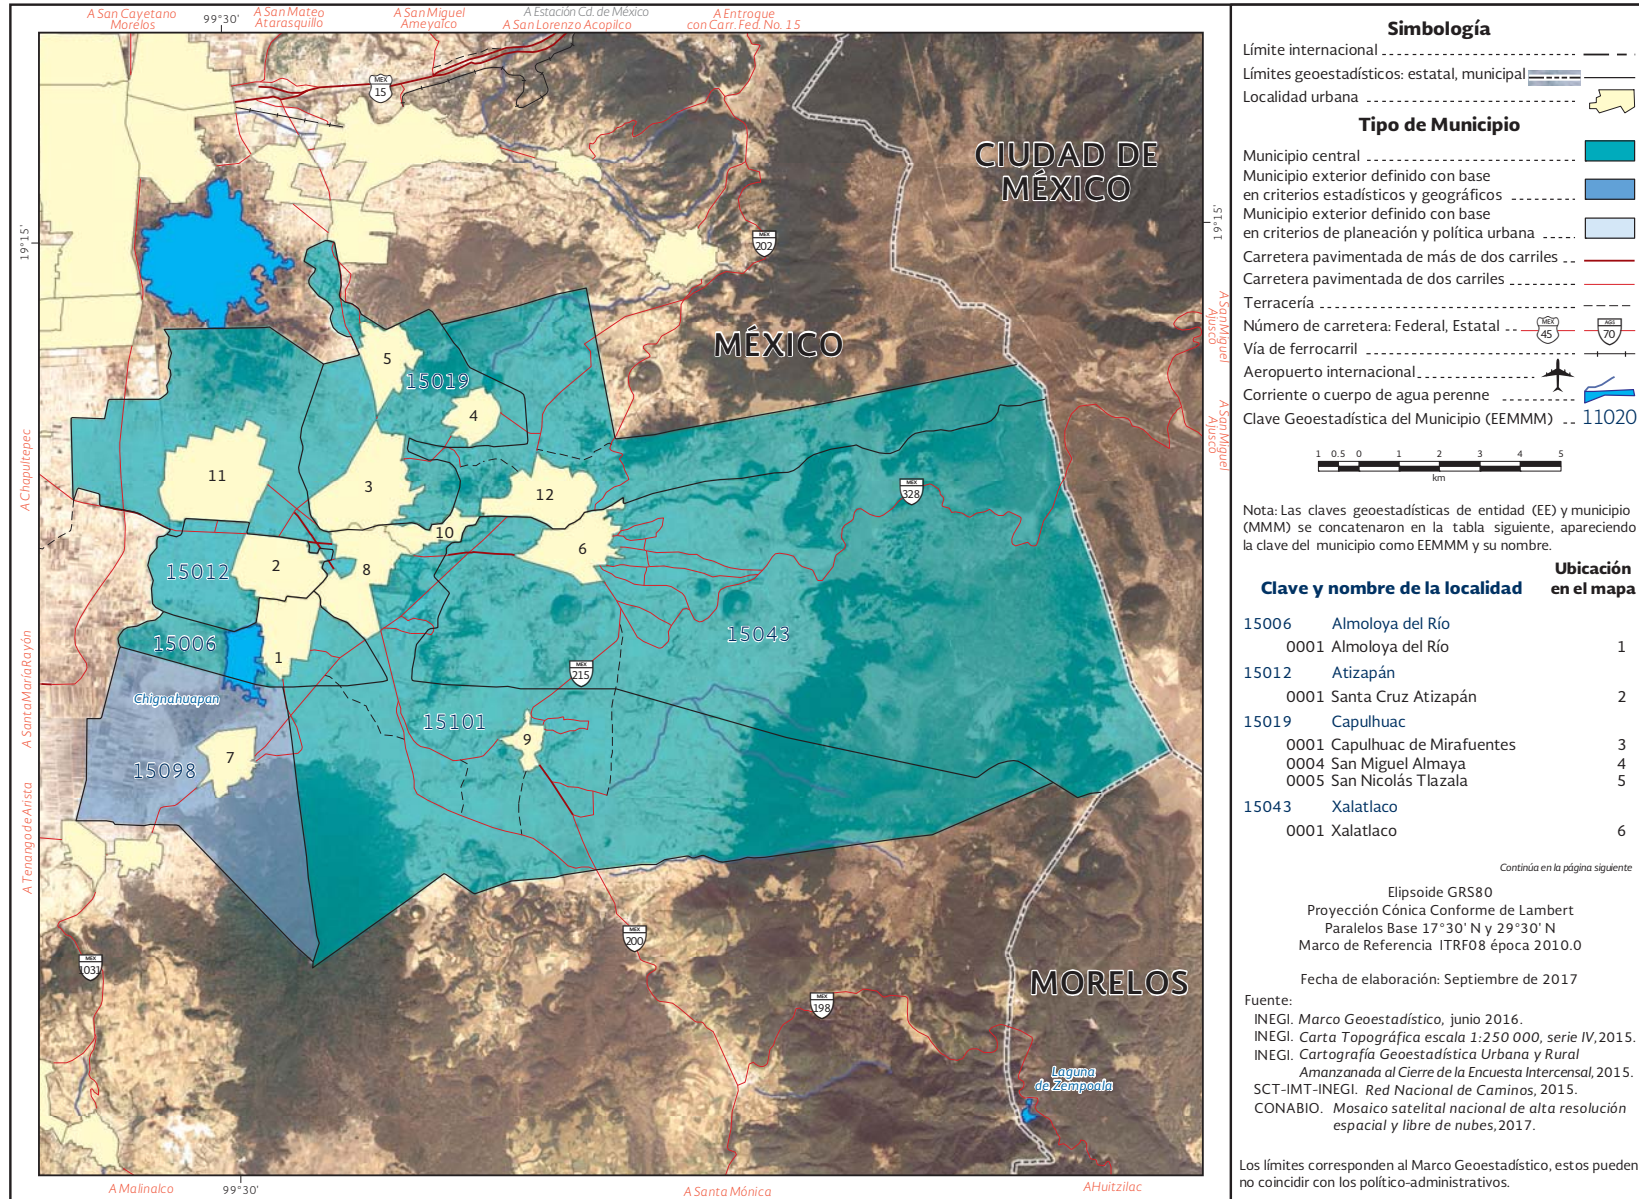 A San Cayetano
Morelos
99°30'
A San Mateo
Atarasquillo
A San Miguel
Ameyalco
A Estación Cd. de México
A San Lorenzo Acopilco
A Entroque
con Carr. Fed. No. 15
MEX
15
CIUDAD DE
MÉXICO
19°15'
19°15'
MEX
202
MÉXICO
A San Miguel
Ajusco
5
15019
4
A San Miguel
Ajusco
A Chapultepec
11
3
12
MEX
328
10
6
15012
2
8
15043
15006
1
MEX
215
A Santa María Rayón
Chignahuapan
15101
9
7
15098
A Tenango de Arista
MEX
200
MEX
1031
MORELOS
MEX
198
Laguna
de Zempoala
A Malinalco
99°30'
A Santa Mónica
A Huitzilac
Simbología
Límite internacional
Límites geoestadísticos: estatal, municipal
Localidad urbana
Tipo de Municipio
Municipio central
Municipio exterior definido con base
en criterios estadísticos y geográficos
Municipio exterior definido con base
en criterios de planeación y política urbana
Carretera pavimentada de más de dos carriles
Carretera pavimentada de dos carriles
Terracería
Número de carretera: Federal, Estatal MEX 45 AGS 70
Vía de ferrocarril
Aeropuerto internacional
Corriente o cuerpo de agua perenne
Clave Geoestadística del Municipio (EEMMM) 11020
1 0.5 0 1 2 3 4 5
km
Nota: Las claves geoestadísticas de entidad (EE) y municipio
(MMM) se concatenaron en la tabla siguiente, apareciendo
la clave del municipio como EEMMM y su nombre.
Clave y nombre de la localidad
Ubicación
en el mapa
15006 Almoloya del Río
0001 Almoloya del Río 1
15012 Atizapán
0001 Santa Cruz Atizapán 2
15019 Capulhuac
0001 Capulhuac de Mirafuentes 3
0004 San Miguel Almaya 4
0005 San Nicolás Tlazala 5
15043 Xalatlaco
0001 Xalatlaco 6
Continúa en la página siguiente
Elipsoide GRS80
Proyección Cónica Conforme de Lambert
Paralelos Base 17°30' N y 29°30' N
Marco de Referencia ITRF08 época 2010.0
Fecha de elaboración: Septiembre de 2017
Fuente:
INEGI. Marco Geoestadístico, junio 2016.
INEGI. Carta Topográfica escala 1:250 000, serie IV, 2015.
INEGI. Cartografía Geoestadística Urbana y Rural
Amanzanada al Cierre de la Encuesta Intercensal, 2015.
SCT-IMT-INEGI. Red Nacional de Caminos, 2015.
CONABIO. Mosaico satelital nacional de alta resolución
espacial y libre de nubes, 2017.
Los límites corresponden al Marco Geoestadístico, estos pueden
no coincidir con los político-administrativos.